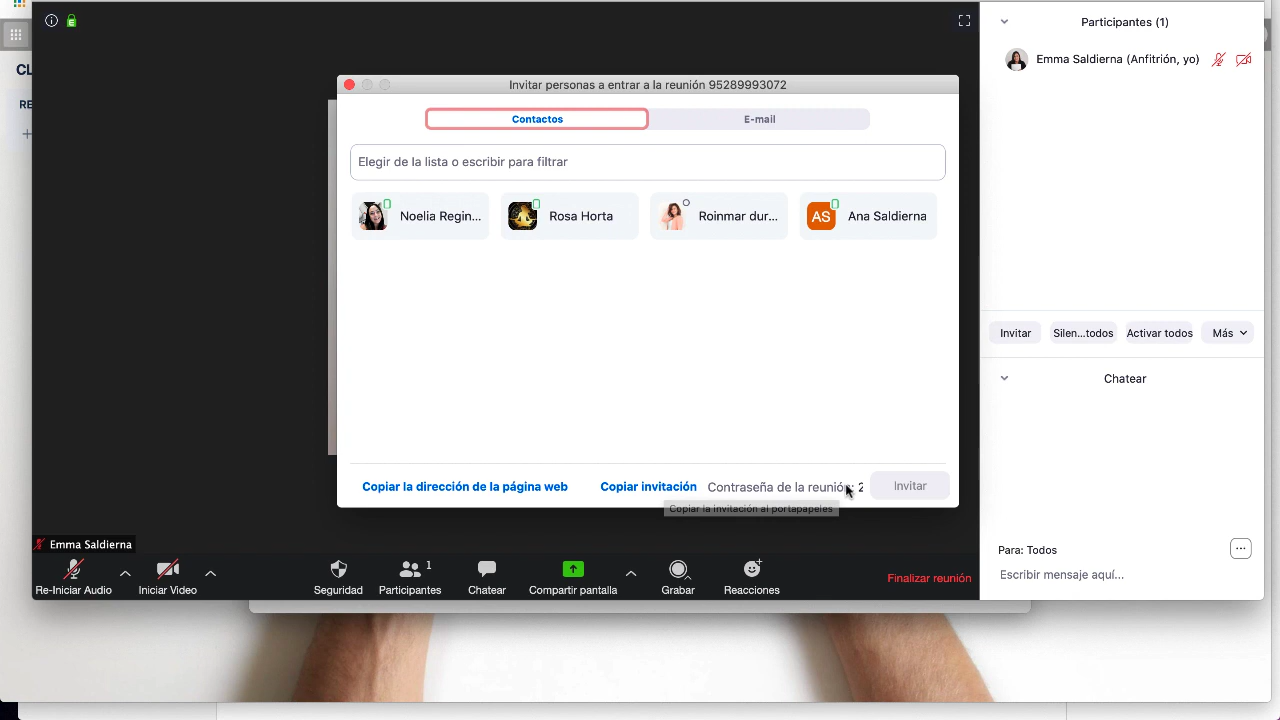 CL
RE
Invitar personas a entrar a la reunión 95289993072
Contactos
E-mail
Elegir de la lista o escribir para filtrar
Noelia Regin...
Rosa Horta
Roinmar dur...
AS
Ana Saldierna
Copiar la dirección de la página web
Copiar invitación
Contraseña de la reunión: 2
Invitar
Copiar la invitación al portapapeles
Emma Saldierna
Re-Iniciar Audio
Iniciar Video
Seguridad
1
Participantes
Chatear
Compartir pantalla
Grabar
Reacciones
Finalizar reunión
Participantes (1)
Emma Saldierna (Anfitrión, yo)
Invitar
Silen...todos
Activar todos
Más
Chatear
Para: Todos
Escribir mensaje aquí...